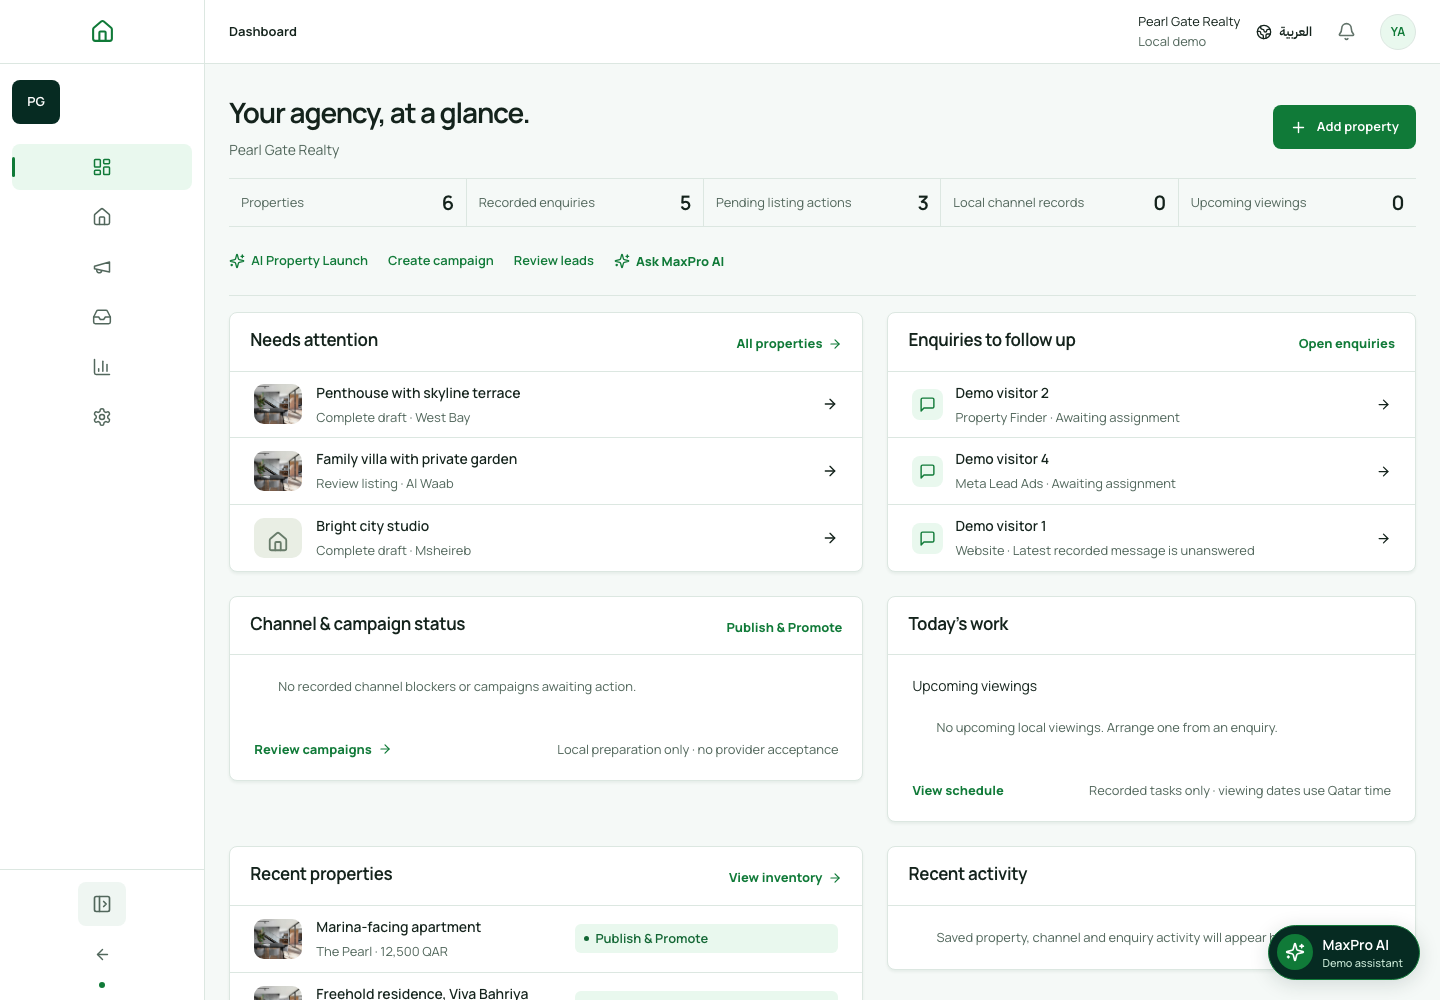 Dashboard
Pearl Gate Realty
Local demo
العربية
YA
PG
Your agency, at a glance.
Pearl Gate Realty
Add property
Properties 6
Recorded enquiries 5
Pending listing actions 3
Local channel records 0
Upcoming viewings 0
AI Property Launch
Create campaign
Review leads
Ask MaxPro AI
Needs attention
All properties
Penthouse with skyline terrace
Complete draft · West Bay
Family villa with private garden
Review listing · Al Waab
Bright city studio
Complete draft · Msheireb
Enquiries to follow up
Open enquiries
Demo visitor 2
Property Finder · Awaiting assignment
Demo visitor 4
Meta Lead Ads · Awaiting assignment
Demo visitor 1
Website · Latest recorded message is unanswered
Channel & campaign status
Publish & Promote
No recorded channel blockers or campaigns awaiting action.
Review campaigns
Local preparation only · no provider acceptance
Today's work
Upcoming viewings
No upcoming local viewings. Arrange one from an enquiry.
View schedule
Recorded tasks only · viewing dates use Qatar time
Recent properties
View inventory
Marina-facing apartment
The Pearl · 12,500 QAR
Publish & Promote
Freehold residence, Viva Bahriya
Recent activity
Saved property, channel and enquiry activity will appear
MaxPro AI
Demo assistant